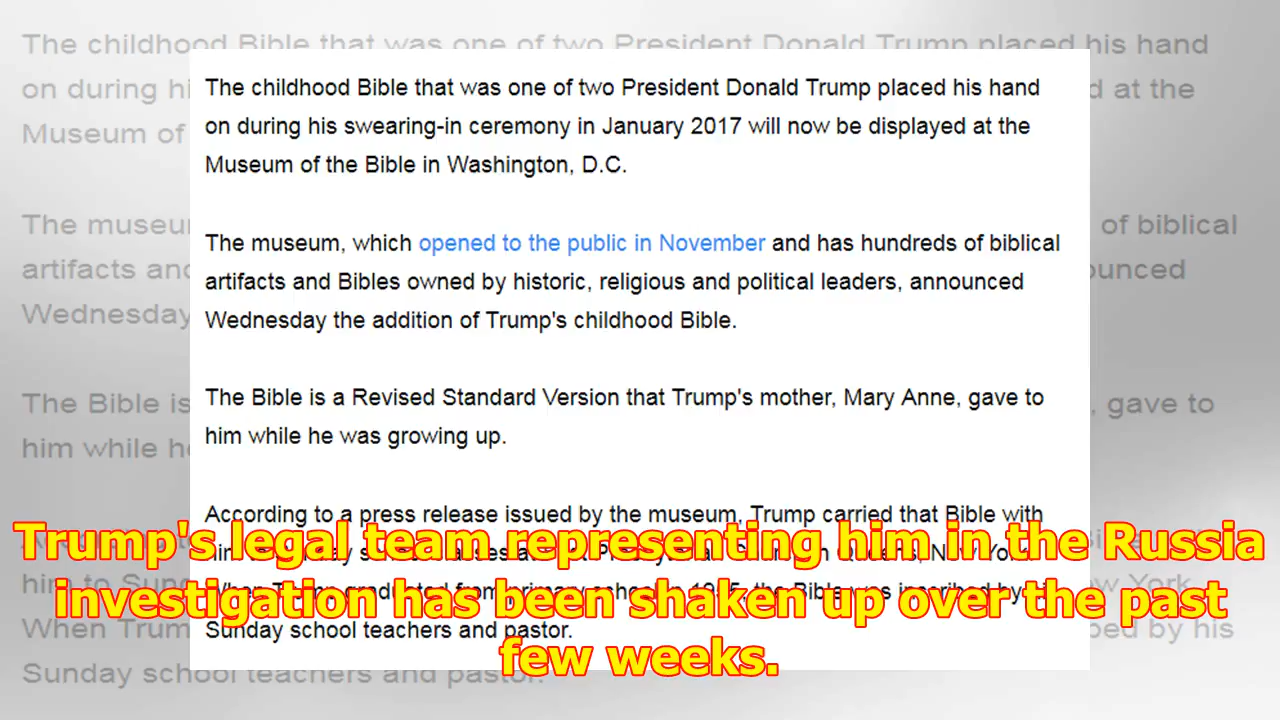 The childhood Bible that was one of two President Donald Trump placed his hand
on during his swearing-in ceremony in January 2017 will now be displayed at the
Museum of the Bible in Washington, D.C.
The museum, which opened to the public in November and has hundreds of biblical
artifacts and Bibles owned by historic, religious and political leaders, announced
Wednesday the addition of Trump's childhood Bible.
The Bible is a Revised Standard Version that Trump's mother, Mary Anne, gave to
him while he was growing up.
According to a press release issued by the museum, Trump carried that Bible with
Sunday school teachers and pastor.
Trump's legal team representing him in the Russia
investigation has been shaken up over the past
few weeks.